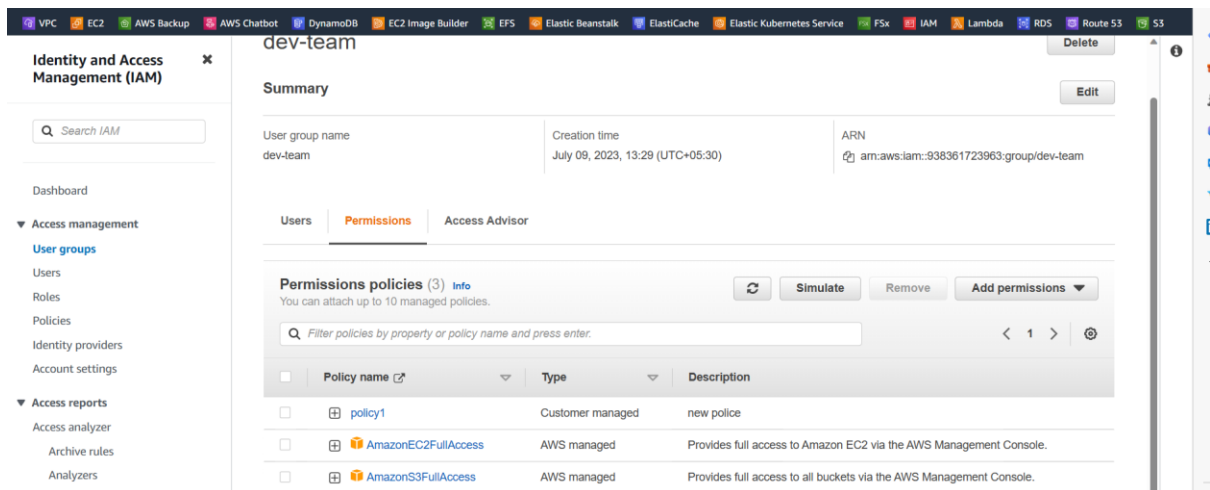 VPC EC2 AWS Backup AWS Chatbot DynamoDB EC2 Image Builder EFS Elastic Beanstalk ElastiCache Elastic Kubernetes Service FSx IAM Lambda RDS Route 53 S3
Identity and Access
Management (IAM)
Search IAM
Dashboard
Access management
User groups
Users
Roles
Policies
Identity providers
Account settings
Access reports
Access analyzer
Archive rules
Analyzers
dev-team
Delete
Summary
Edit
User group name
dev-team
Creation time
July 09, 2023, 13:29 (UTC+05:30)
ARN
arn:aws:iam::938361723963:group/dev-team
Users Permissions Access Advisor
Permissions policies (3) Info
You can attach up to 10 managed policies.
Simulate Remove Add permissions
Filter policies by property or policy name and press enter.
1
Policy name Type Description
policy1 Customer managed new police
AmazonEC2FullAccess AWS managed Provides full access to Amazon EC2 via the AWS Management Console.
AmazonS3FullAccess AWS managed Provides full access to all buckets via the AWS Management Console.